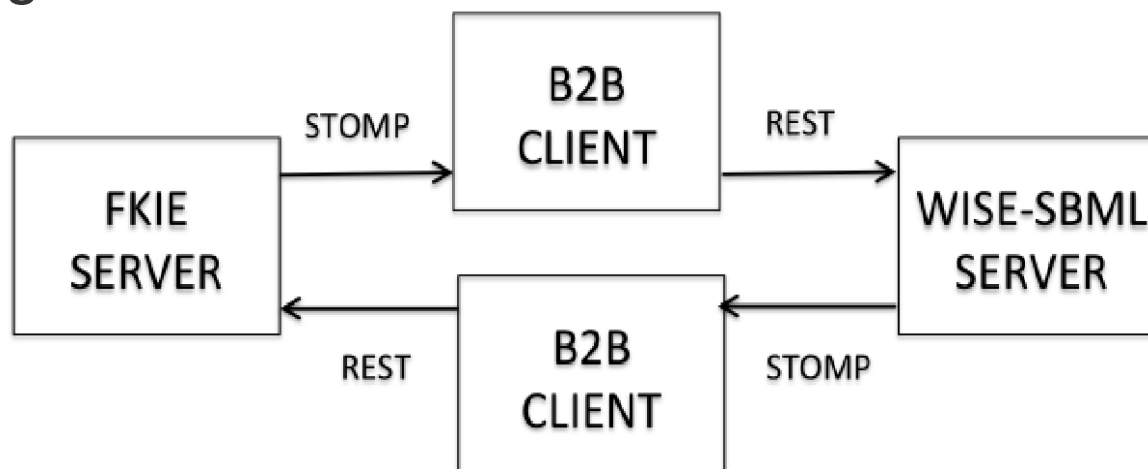 B2B
CLIENT
STOMP
REST
FKIE
SERVER
WISE-SBML
SERVER
B2B
CLIENT
REST
STOMP